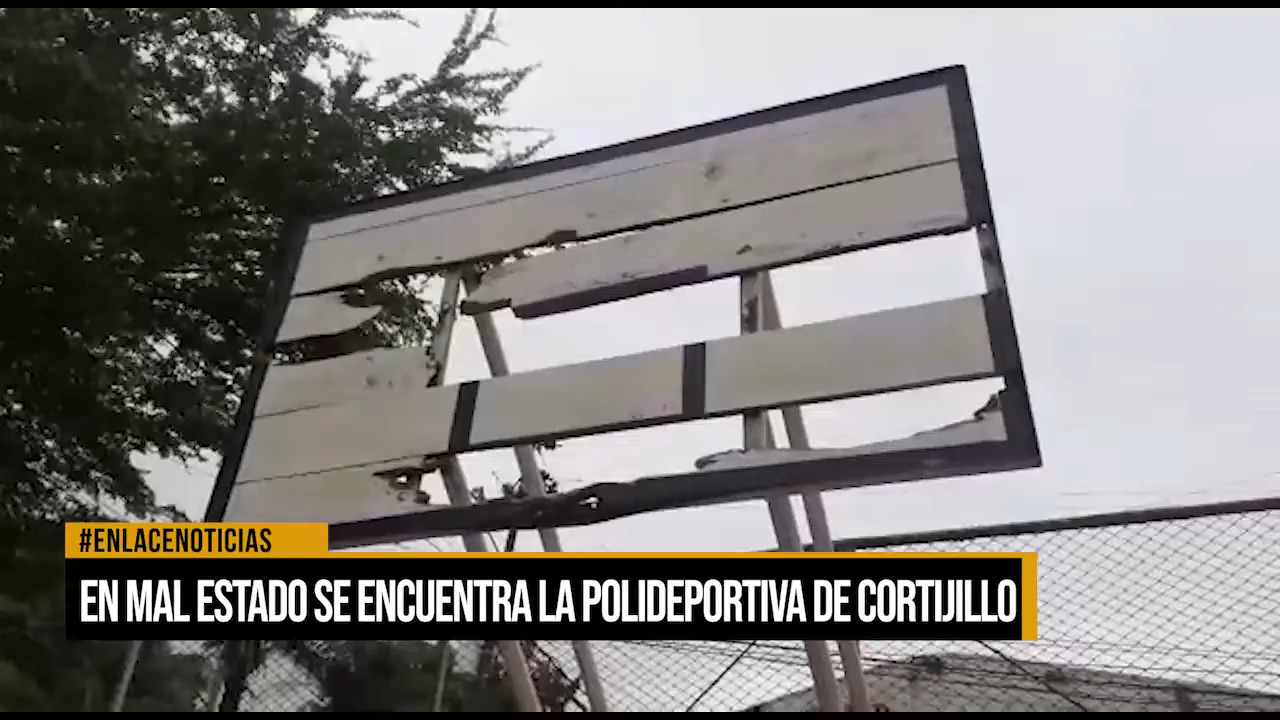 #ENLACENOTICIAS
EN MAL ESTADO SE ENCUENTRA LA POLIDEPORTIVA DE CORTIJILLO